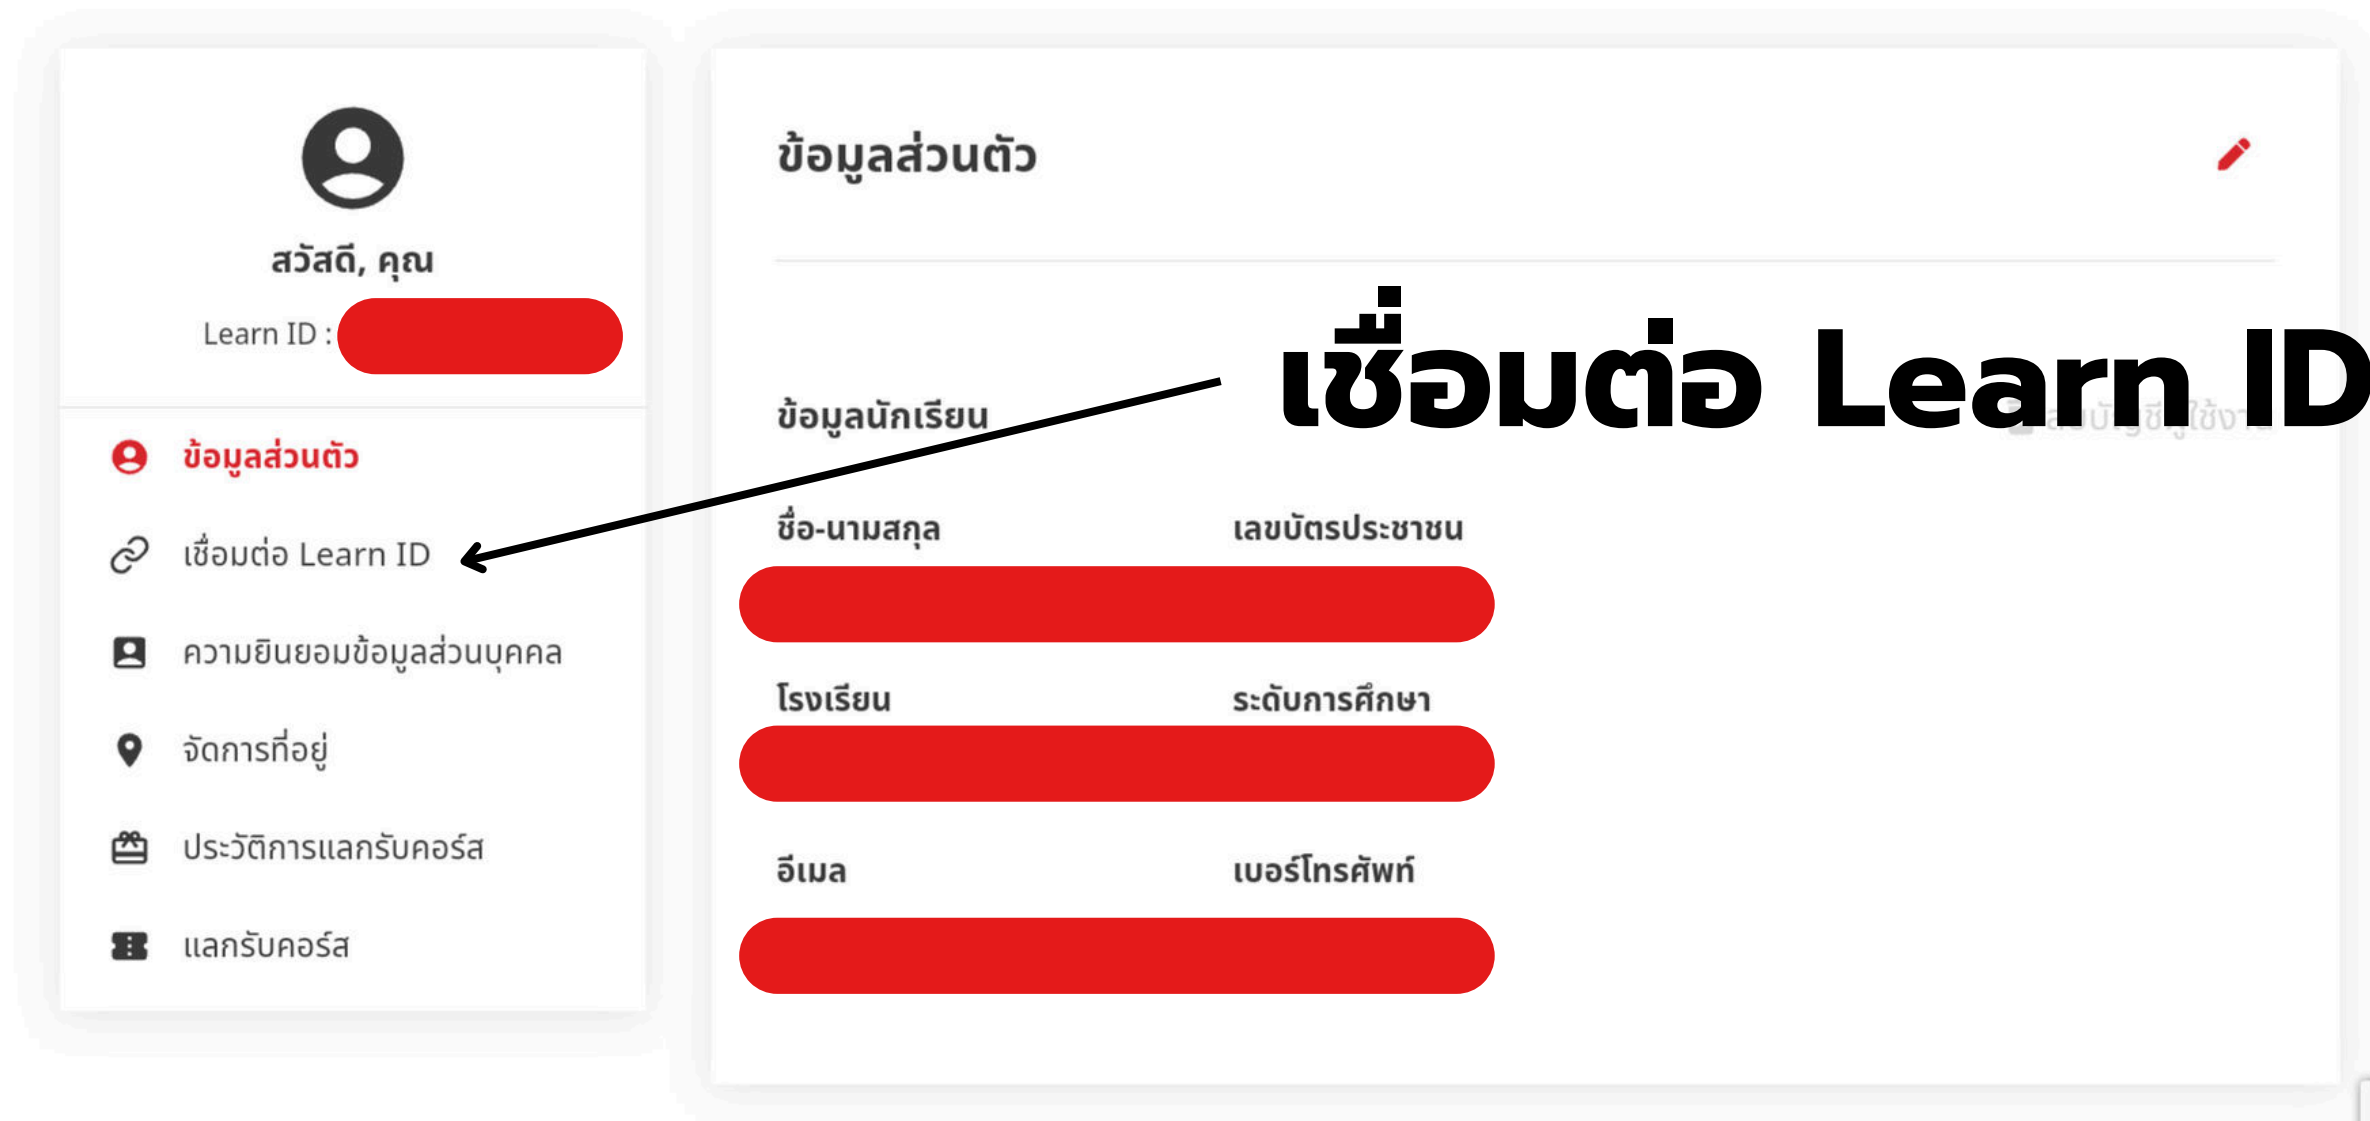 สวัสดี, คุณ
Learn ID :
ข้อมูลส่วนตัว
เชื่อมต่อ Learn ID
ความยินยอมข้อมูลส่วนบุคคล
จัดการที่อยู่
ประวัติการแลกรับคอร์ส
แลกรับคอร์ส
ข้อมูลส่วนตัว
เชื่อมต่อ Learn ID
ข้อมูลนักเรียน
ชื่อ-นามสกุล เลขบัตรประชาชน
โรงเรียน ระดับการศึกษา
อีเมล เบอร์โทรศัพท์